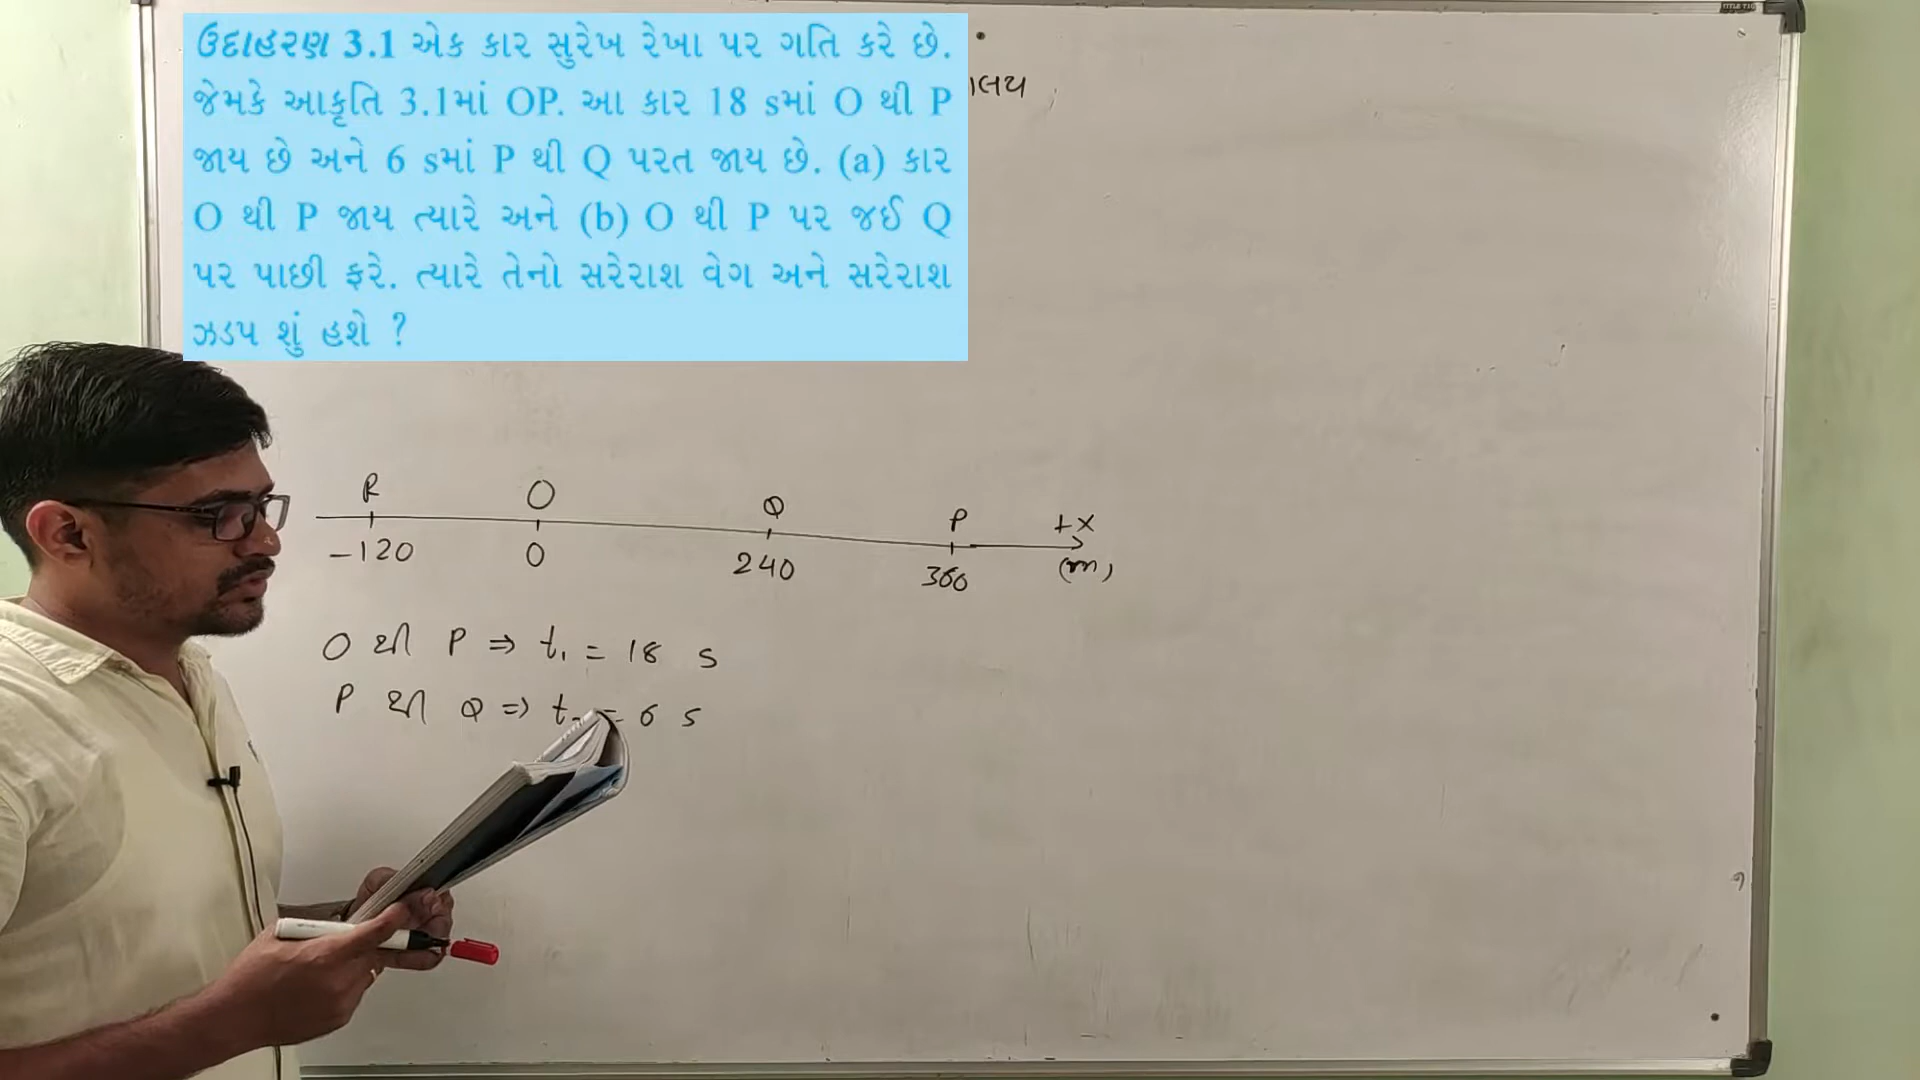 ઉદાહરણ 3.1 એક કાર સુરેખ રેખા પર ગતિ કરે છે.
જેમકે આકૃતિ 3.1માં OP. આ કાર 18 sમાં O થી P
જાય છે અને 6 sમાં P થી Q પરત જાય છે. (a) કાર
O થી P જાય ત્યારે અને (b) O થી P પર જઈ Q
પર પાછી ફરે. ત્યારે તેનો સરેરાશ વેગ અને સરેરાશ
ઝડપ શું હશે ?
R O Q P +x
-120 0 240 360 (m)
O થી P ⇒ t₁ = 18 s
P થી Q ⇒ t = 6 s